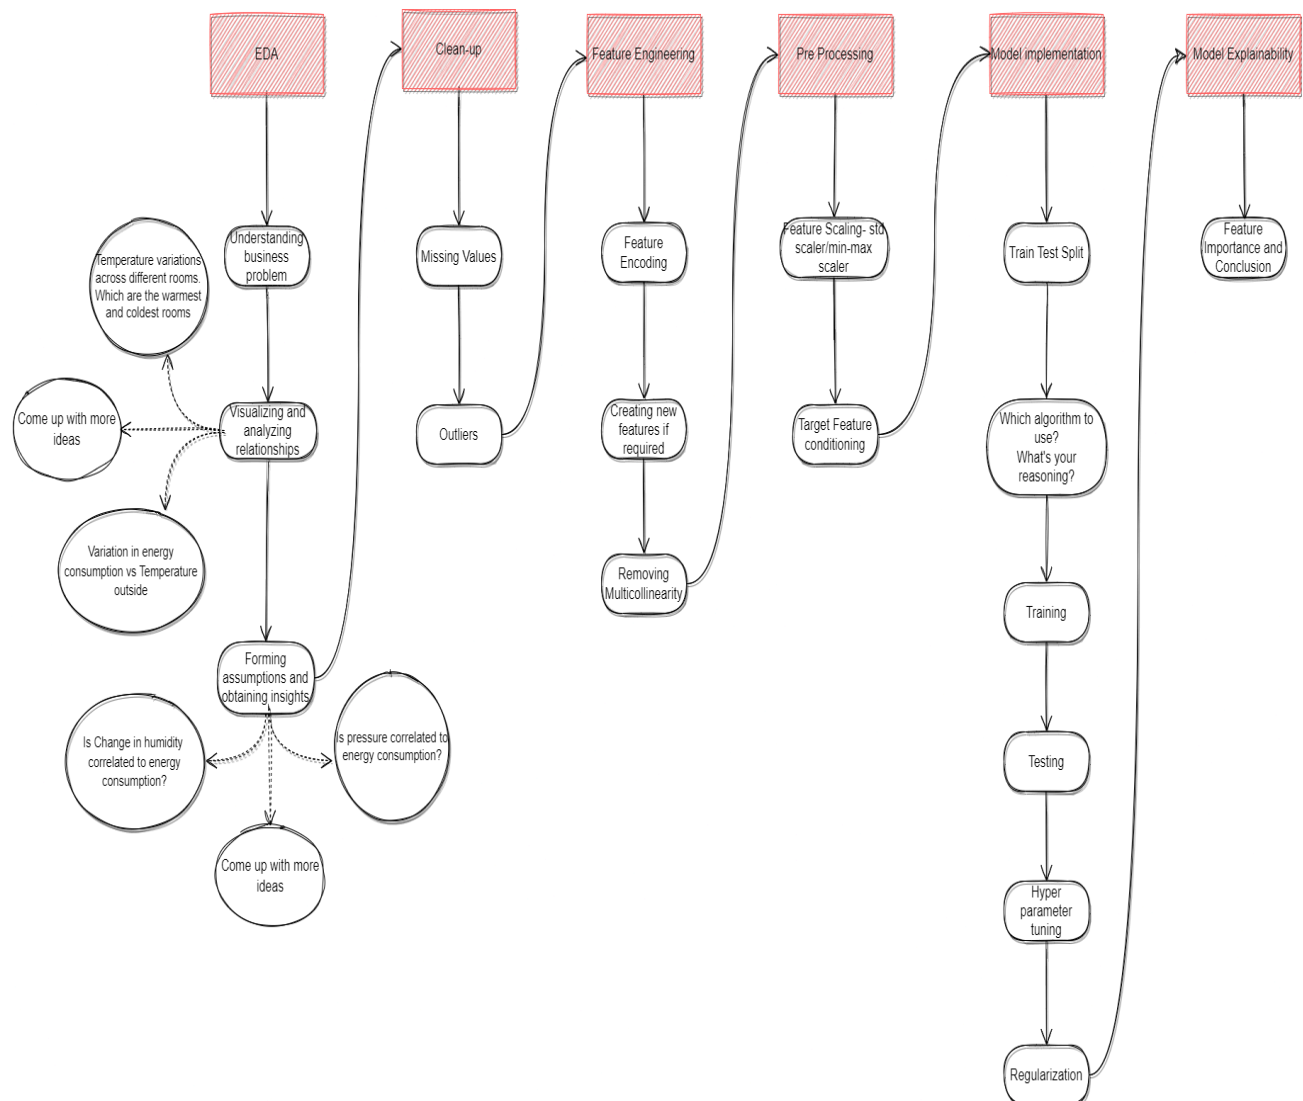 EDA
Clean-up
Feature Engineering
Pre Processing
Model implementation
Model Explainability
Understanding
business
problem
Temperature variations
across different rooms.
Which are the warmest
and coldest rooms
Come up with more
ideas
Visualizing and
analyzing
relationships
Variation in energy
consumption vs Temperature
outside
Forming
assumptions and
obtaining insights
Is Change in humidity
correlated to energy
consumption?
Is pressure correlated to
energy consumption?
Come up with more
ideas
Missing Values
Outliers
Feature
Encoding
Creating new
features if
required
Removing
Multicollinearity
Feature Scaling- std
scaler/min-max
scaler
Target Feature
conditioning
Train Test Split
Which algorithm to
use?
What's your
reasoning?
Training
Testing
Hyper
parameter
tuning
Regularization
Feature
Importance and
Conclusion